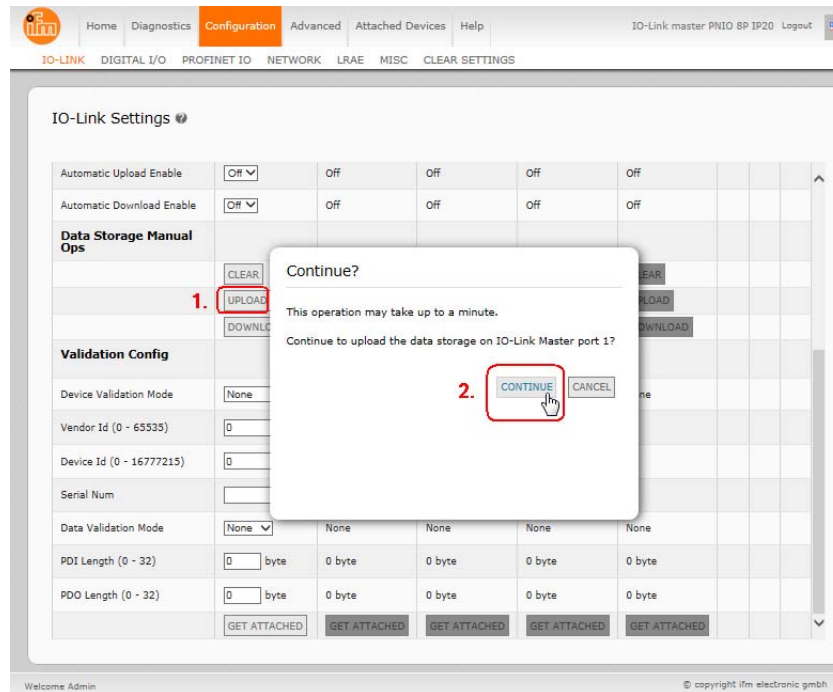 ifm
Home Diagnostics Configuration Advanced Attached Devices Help IO-Link master PNIO 8P IP20 Logout
IO-LINK DIGITAL I/O PROFINET IO NETWORK LRAE MISC CLEAR SETTINGS
IO-Link Settings ?
Automatic Upload Enable Off Off Off Off Off
Automatic Download Enable Off Off Off Off Off
Data Storage Manual
Ops
CLEAR
1. UPLOAD
Continue?
This operation may take up to a minute.
Continue to upload the data storage on IO-Link Master port 1?
2. CONTINUE CANCEL
Validation Config
Device Validation Mode None
Vendor Id (0 - 65535) 0
Device Id (0 - 16777215) 0
Serial Num
Data Validation Mode None None None None None
PDI Length (0 - 32) 0 byte 0 byte 0 byte 0 byte 0 byte
PDO Length (0 - 32) 0 byte 0 byte 0 byte 0 byte 0 byte
GET ATTACHED GET ATTACHED GET ATTACHED GET ATTACHED GET ATTACHED
Welcome Admin © copyright ifm electronic gmbh